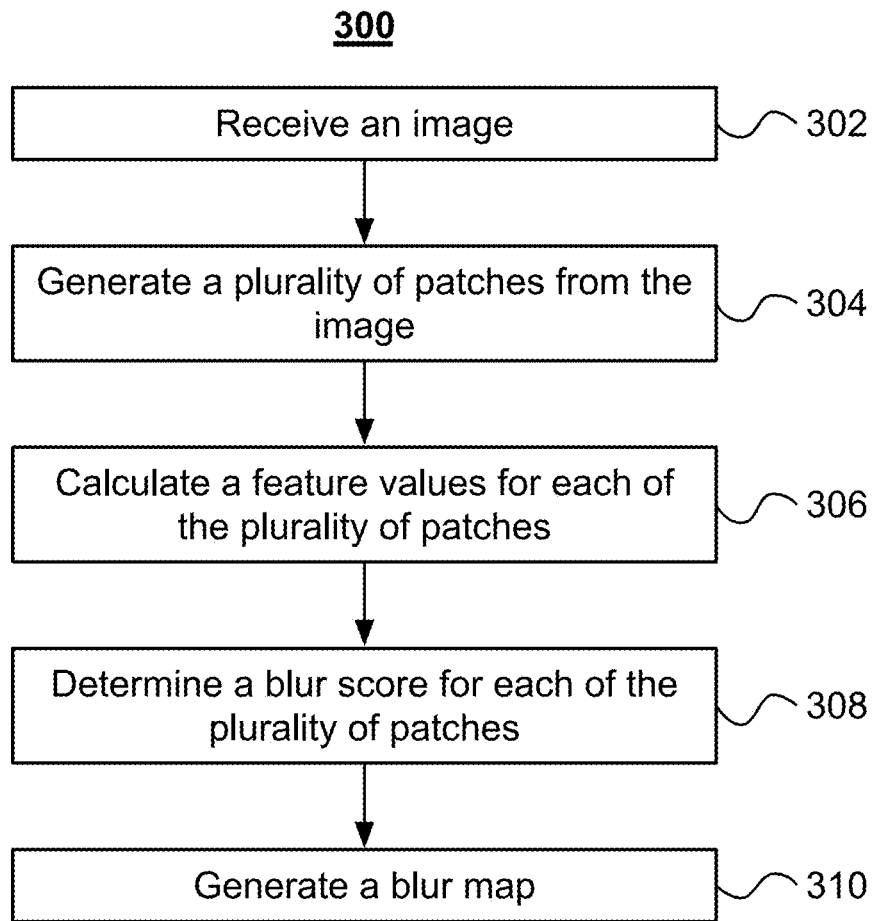 300
Receive an image
302
Generate a plurality of patches from the
image
304
Calculate a feature values for each of
the plurality of patches
306
Determine a blur score for each of the
plurality of patches
308
Generate a blur map
310